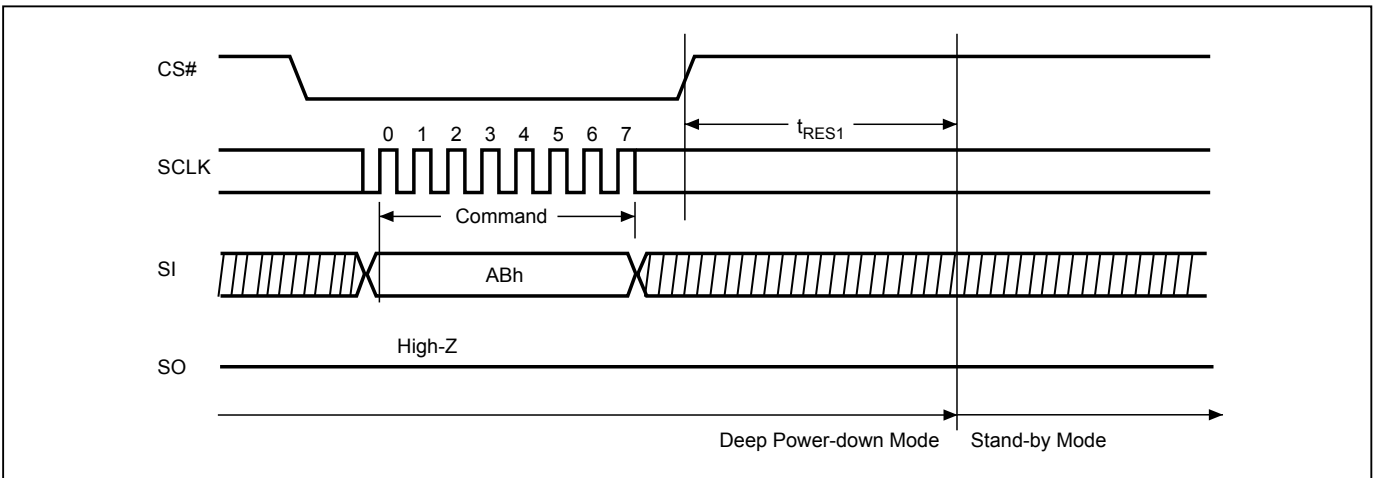 CS#
tRES1
0 1 2 3 4 5 6 7
SCLK
Command
SI
ABh
High-Z
SO
Deep Power-down Mode Stand-by Mode